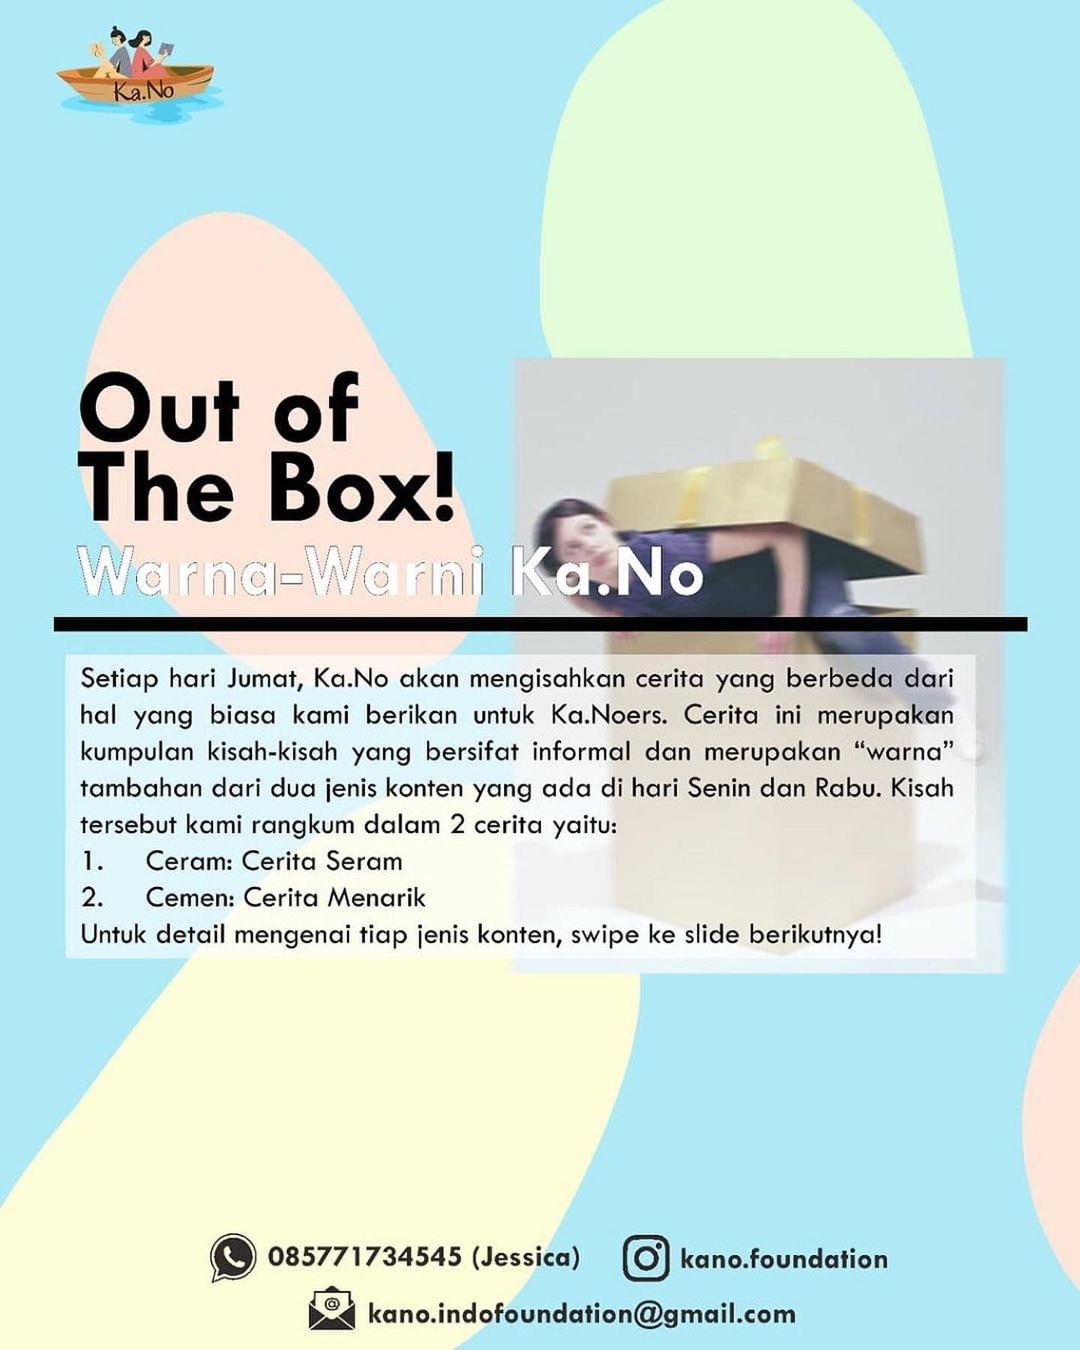 Ka.No
Out of
The Box!
Warna-Warni Ka.No
Setiap hari Jumat, Ka.No akan mengisahkan cerita yang berbeda dari
hal yang biasa kami berikan untuk Ka.Noers. Cerita ini merupakan
kumpulan kisah-kisah yang bersifat informal dan merupakan “warna”
tambahan dari dua jenis konten yang ada di hari Senin dan Rabu. Kisah
tersebut kami rangkum dalam 2 cerita yaitu:
1. Ceram: Cerita Seram
2. Cemen: Cerita Menarik
Untuk detail mengenai tiap jenis konten, swipe ke slide berikutnya!
085771734545 (Jessica) kano.foundation
kano.indofoundation@gmail.com